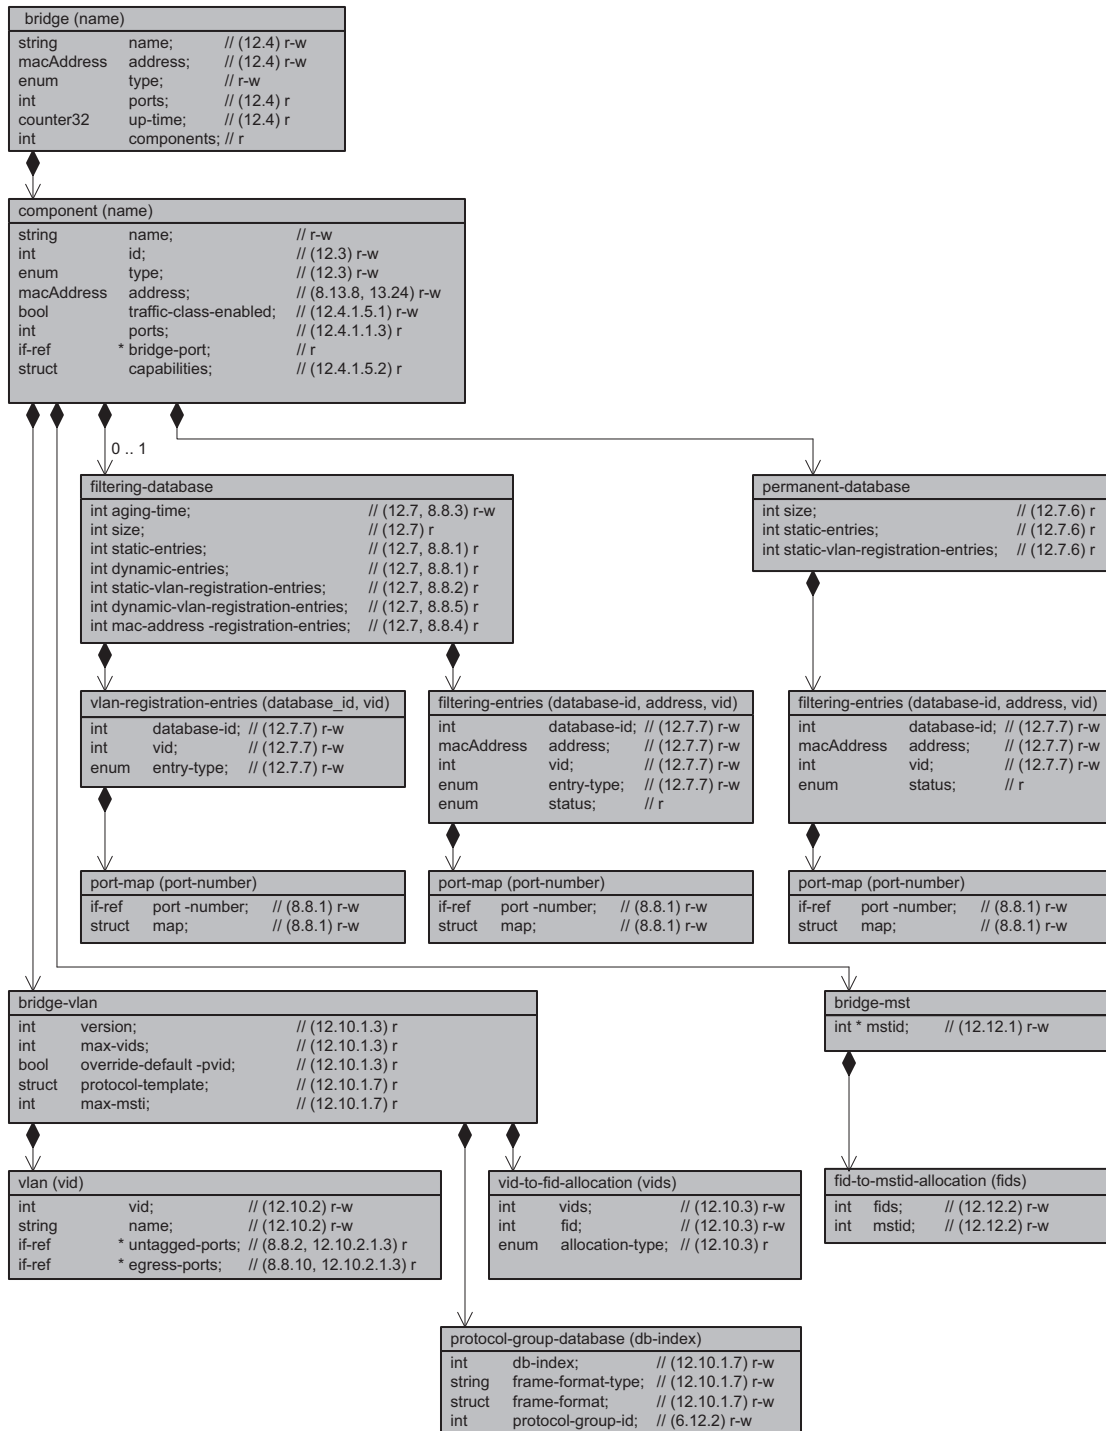 bridge (name)
string name; // (12.4) r-w
macAddress address; // (12.4) r-w
enum type; // r-w
int ports; // (12.4) r
counter32 up-time; // (12.4) r
int components; // r
component (name)
string name; // r-w
int id; // (12.3) r-w
enum type; // (12.3) r-w
macAddress address; // (8.13.8, 13.24) r-w
bool traffic-class-enabled; // (12.4.1.5.1) r-w
int ports; // (12.4.1.1.3) r
if-ref * bridge-port; // r
struct capabilities; // (12.4.1.5.2) r
0 .. 1
filtering-database
int aging-time; // (12.7, 8.8.3) r-w
int size; // (12.7) r
int static-entries; // (12.7, 8.8.1) r
int dynamic-entries; // (12.7, 8.8.1) r
int static-vlan-registration-entries; // (12.7, 8.8.2) r
int dynamic-vlan-registration-entries; // (12.7, 8.8.5) r
int mac-address -registration-entries; // (12.7, 8.8.4) r
permanent-database
int size; // (12.7.6) r
int static-entries; // (12.7.6) r
int static-vlan-registration-entries; // (12.7.6) r
vlan-registration-entries (database_id, vid)
int database-id; // (12.7.7) r-w
int vid; // (12.7.7) r-w
enum entry-type; // (12.7.7) r-w
filtering-entries (database-id, address, vid)
int database-id; // (12.7.7) r-w
macAddress address; // (12.7.7) r-w
int vid; // (12.7.7) r-w
enum entry-type; // (12.7.7) r-w
enum status; // r
filtering-entries (database-id, address, vid)
int database-id; // (12.7.7) r-w
macAddress address; // (12.7.7) r-w
int vid; // (12.7.7) r-w
enum status; // r
port-map (port-number)
if-ref port -number; // (8.8.1) r-w
struct map; // (8.8.1) r-w
port-map (port-number)
if-ref port -number; // (8.8.1) r-w
struct map; // (8.8.1) r-w
port-map (port-number)
if-ref port -number; // (8.8.1) r-w
struct map; // (8.8.1) r-w
bridge-vlan
int version; // (12.10.1.3) r
int max-vids; // (12.10.1.3) r
bool override-default -pvid; // (12.10.1.3) r
struct protocol-template; // (12.10.1.7) r
int max-msti; // (12.10.1.7) r
bridge-mst
int * mstid; // (12.12.1) r-w
vlan (vid)
int vid; // (12.10.2) r-w
string name; // (12.10.2) r-w
if-ref * untagged-ports; // (8.8.2, 12.10.2.1.3) r
if-ref * egress-ports; // (8.8.10, 12.10.2.1.3) r
vid-to-fid-allocation (vids)
int vids; // (12.10.3) r-w
int fid; // (12.10.3) r-w
enum allocation-type; // (12.10.3) r
fid-to-mstid-allocation (fids)
int fids; // (12.12.2) r-w
int mstid; // (12.12.2) r-w
protocol-group-database (db-index)
int db-index; // (12.10.1.7) r-w
string frame-format-type; // (12.10.1.7) r-w
struct frame-format; // (12.10.1.7) r-w
int protocol-group-id; // (6.12.2) r-w